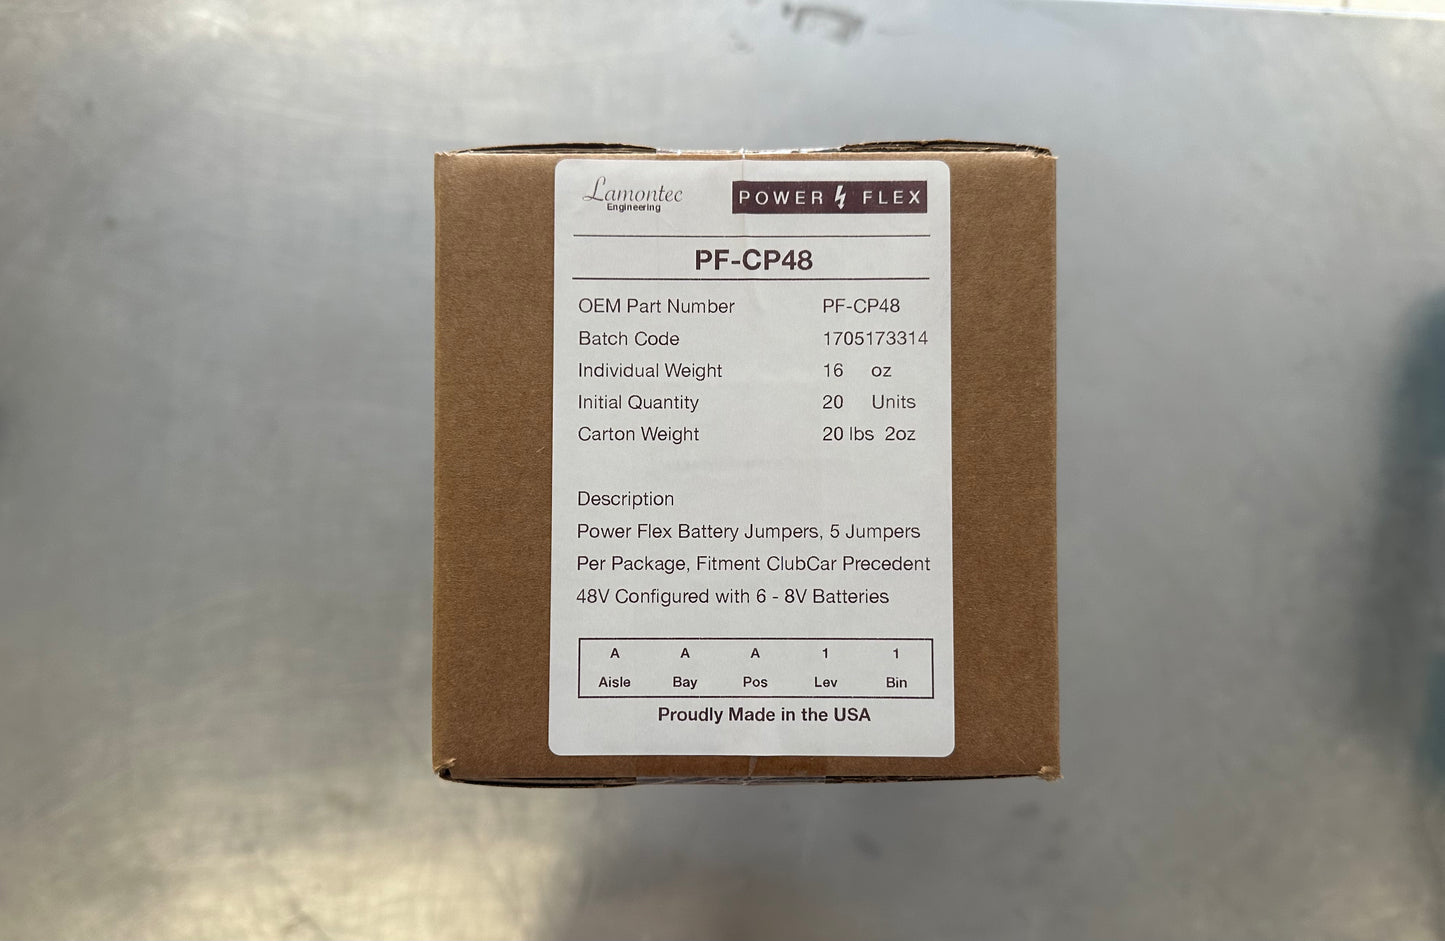 Lamontec
Engineering
POWER FLEX
PF-CP48
OEM Part Number PF-CP48
Batch Code 1705173314
Individual Weight 16 oz
Initial Quantity 20 Units
Carton Weight 20 lbs 2oz
Description
Power Flex Battery Jumpers, 5 Jumpers
Per Package, Fitment ClubCar Precedent
48V Configured with 6 - 8V Batteries
A A A 1 1
Aisle Bay Pos Lev Bin
Proudly Made in the USA